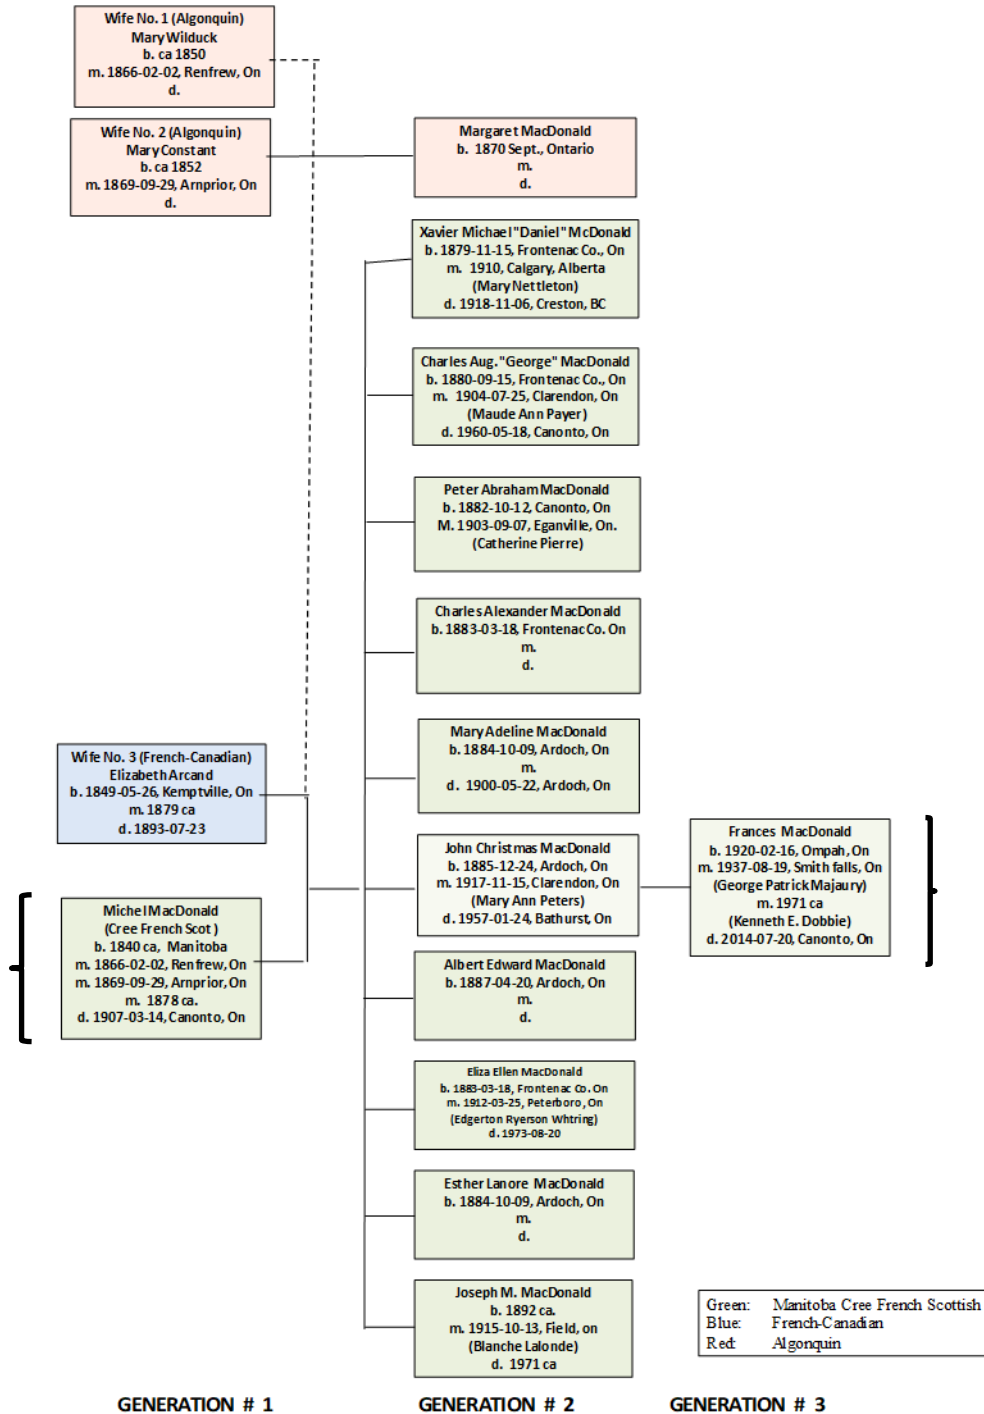 Wife No. 1 (Algonquin)
Mary Wilduck
b. ca 1850
m. 1866-02-02, Renfrew, On
d.
Wife No. 2 (Algonquin)
Mary Constant
b. ca 1852
m. 1869-09-29, Arnprior, On
d.
Margaret MacDonald
b. 1870 Sept., Ontario
m.
d.
Xavier Michael "Daniel" McDonald
b. 1879-11-15, Frontenac Co., On
m. 1910, Calgary, Alberta
(Mary Nettleton)
d. 1918-11-06, Creston, BC
Charles Aug. "George" MacDonald
b. 1880-09-15, Frontenac Co., On
m. 1904-07-25, Clarendon, On
(Maude Ann Payer)
d. 1960-05-18, Canonto, On
Peter Abraham MacDonald
b. 1882-10-12, Canonto, On
M. 1903-09-07, Eganville, On.
(Catherine Pierre)
Charles Alexander MacDonald
b. 1883-03-18, Frontenac Co. On
m.
d.
Wife No. 3 (French-Canadian)
Elizabeth Arcand
b. 1849-05-26, Kemptville, On
m. 1879 ca
d. 1893-07-23
Mary Adeline MacDonald
b. 1884-10-09, Ardoch, On
m.
d. 1900-05-22, Ardoch, On
Michel MacDonald
(Cree French Scot )
b. 1840 ca, Manitoba
m. 1866-02-02, Renfrew, On
m. 1869-09-29, Arnprior, On
m. 1878 ca.
d. 1907-03-14, Canonto, On
John Christmas MacDonald
b. 1885-12-24, Ardoch, On
m. 1917-11-15, Clarendon, On
(Mary Ann Peters)
d. 1957-01-24, Bathurst, On
Frances MacDonald
b. 1920-02-16, Ompah, On
m. 1937-08-19, Smith falls, On
(George Patrick Majaury)
m. 1971 ca
(Kenneth E. Dobbie)
d. 2014-07-20, Canonto, On
Albert Edward MacDonald
b. 1887-04-20, Ardoch, On
m.
d.
Eliza Ellen MacDonald
b. 1883-03-18, Frontenac Co. On
m. 1912-03-25, Peterboro, On
(Edgerton Ryerson Whtring)
d. 1973-08-20
Esther Lanore MacDonald
b. 1884-10-09, Ardoch, On
m.
d.
Joseph M. MacDonald
b. 1892 ca.
m. 1915-10-13, Field, on
(Blanche Lalonde)
d. 1971 ca
Green: Manitoba Cree French Scottish
Blue: French-Canadian
Red: Algonquin
GENERATION # 1 GENERATION # 2 GENERATION # 3